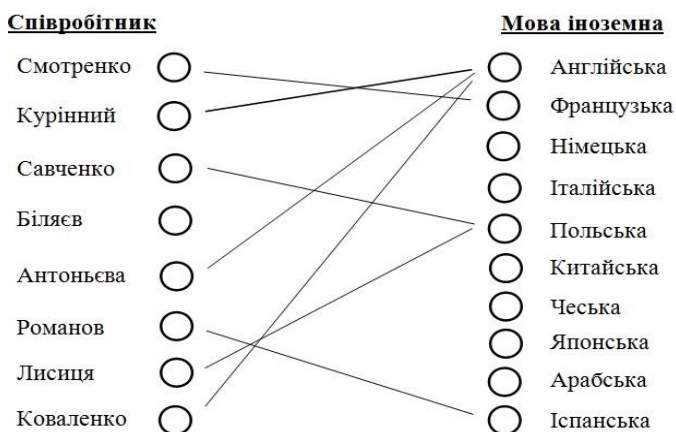 Співробітник
Смотренко
Курінний
Савченко
Біляєв
Антоньєва
Романов
Лисиця
Коваленко
Мова іноземна
Англійська
Французька
Німецька
Італійська
Польська
Китайська
Чеська
Японська
Арабська
Іспанська